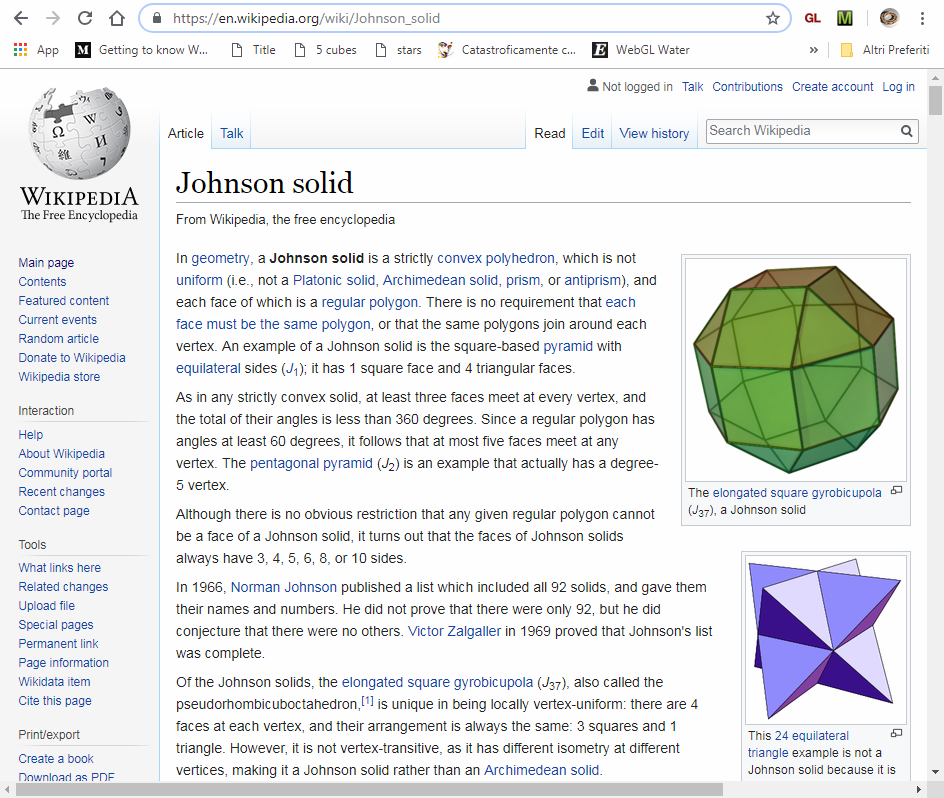 https://en.wikipedia.org/wiki/Johnson_solid
GL
M
App
M
Getting to know W...
Title
5 cubes
stars
Catastroficamente c...
E
WebGL Water
»
Altri Preferiti
Not logged in Talk Contributions Create account Log in
Article Talk
Read Edit View history
Search Wikipedia
Ω W И 維 7
WIKIPEDIA
The Free Encyclopedia
Main page
Contents
Featured content
Current events
Random article
Donate to Wikipedia
Wikipedia store
Interaction
Help
About Wikipedia
Community portal
Recent changes
Contact page
Tools
What links here
Related changes
Upload file
Special pages
Permanent link
Page information
Wikidata item
Cite this page
Print/export
Create a book
Download as PDF
Johnson solid
From Wikipedia, the free encyclopedia
In geometry, a Johnson solid is a strictly convex polyhedron, which is not
uniform (i.e., not a Platonic solid, Archimedean solid, prism, or antiprism), and
each face of which is a regular polygon. There is no requirement that each
face must be the same polygon, or that the same polygons join around each
vertex. An example of a Johnson solid is the square-based pyramid with
equilateral sides (J1); it has 1 square face and 4 triangular faces.
As in any strictly convex solid, at least three faces meet at every vertex, and
the total of their angles is less than 360 degrees. Since a regular polygon has
angles at least 60 degrees, it follows that at most five faces meet at any
vertex. The pentagonal pyramid (J2) is an example that actually has a degree-
5 vertex.
Although there is no obvious restriction that any given regular polygon cannot
be a face of a Johnson solid, it turns out that the faces of Johnson solids
always have 3, 4, 5, 6, 8, or 10 sides.
In 1966, Norman Johnson published a list which included all 92 solids, and gave them
their names and numbers. He did not prove that there were only 92, but he did
conjecture that there were no others. Victor Zalgaller in 1969 proved that Johnson's list
was complete.
Of the Johnson solids, the elongated square gyrobicupola (J37), also called the
pseudorhombicuboctahedron,[1] is unique in being locally vertex-uniform: there are 4
faces at each vertex, and their arrangement is always the same: 3 squares and 1
triangle. However, it is not vertex-transitive, as it has different isometry at different
vertices, making it a Johnson solid rather than an Archimedean solid.
The elongated square gyrobicupola
(J37), a Johnson solid
This 24 equilateral
triangle example is not a
Johnson solid because it is